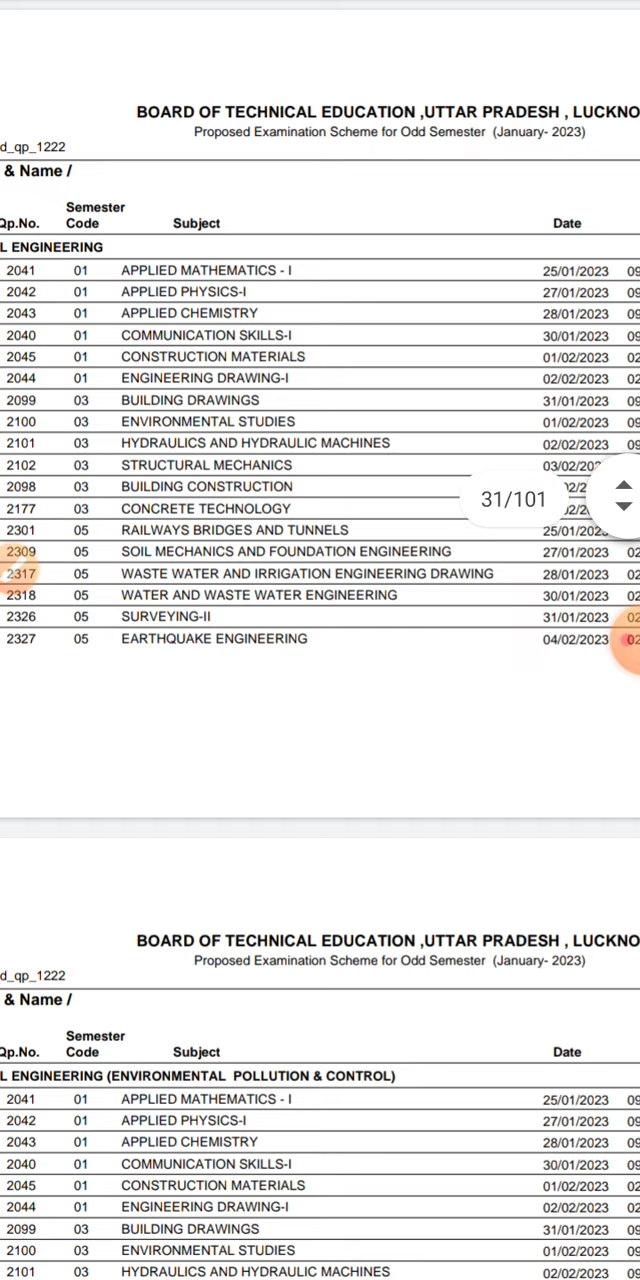 BOARD OF TECHNICAL EDUCATION ,UTTAR PRADESH , LUCKNO
Proposed Examination Scheme for Odd Semester (January- 2023)
d_qp_1222
& Name /
Qp.No. Semester Code Subject Date
L ENGINEERING
2041 01 APPLIED MATHEMATICS - I 25/01/2023 09
2042 01 APPLIED PHYSICS-I 27/01/2023 09
2043 01 APPLIED CHEMISTRY 28/01/2023 09
2040 01 COMMUNICATION SKILLS-I 30/01/2023 09
2045 01 CONSTRUCTION MATERIALS 01/02/2023 02
2044 01 ENGINEERING DRAWING-I 02/02/2023 02
2099 03 BUILDING DRAWINGS 31/01/2023 09
2100 03 ENVIRONMENTAL STUDIES 01/02/2023 09
2101 03 HYDRAULICS AND HYDRAULIC MACHINES 02/02/2023 09
2102 03 STRUCTURAL MECHANICS 03/02/202
2098 03 BUILDING CONSTRUCTION
31/101
2177 03 CONCRETE TECHNOLOGY
2301 05 RAILWAYS BRIDGES AND TUNNELS 25/01/2023
2309 05 SOIL MECHANICS AND FOUNDATION ENGINEERING 27/01/2023 02
2317 05 WASTE WATER AND IRRIGATION ENGINEERING DRAWING 28/01/2023 02
2318 05 WATER AND WASTE WATER ENGINEERING 30/01/2023 02
2326 05 SURVEYING-II 31/01/2023 02
2327 05 EARTHQUAKE ENGINEERING 04/02/2023 02
BOARD OF TECHNICAL EDUCATION ,UTTAR PRADESH , LUCKNO
Proposed Examination Scheme for Odd Semester (January- 2023)
d_qp_1222
& Name /
Qp.No. Semester Code Subject Date
L ENGINEERING (ENVIRONMENTAL POLLUTION & CONTROL)
2041 01 APPLIED MATHEMATICS - I 25/01/2023 09
2042 01 APPLIED PHYSICS-I 27/01/2023 09
2043 01 APPLIED CHEMISTRY 28/01/2023 09
2040 01 COMMUNICATION SKILLS-I 30/01/2023 09
2045 01 CONSTRUCTION MATERIALS 01/02/2023 02
2044 01 ENGINEERING DRAWING-I 02/02/2023 02
2099 03 BUILDING DRAWINGS 31/01/2023 09
2100 03 ENVIRONMENTAL STUDIES 01/02/2023 09
2101 03 HYDRAULICS AND HYDRAULIC MACHINES 02/02/2023 09